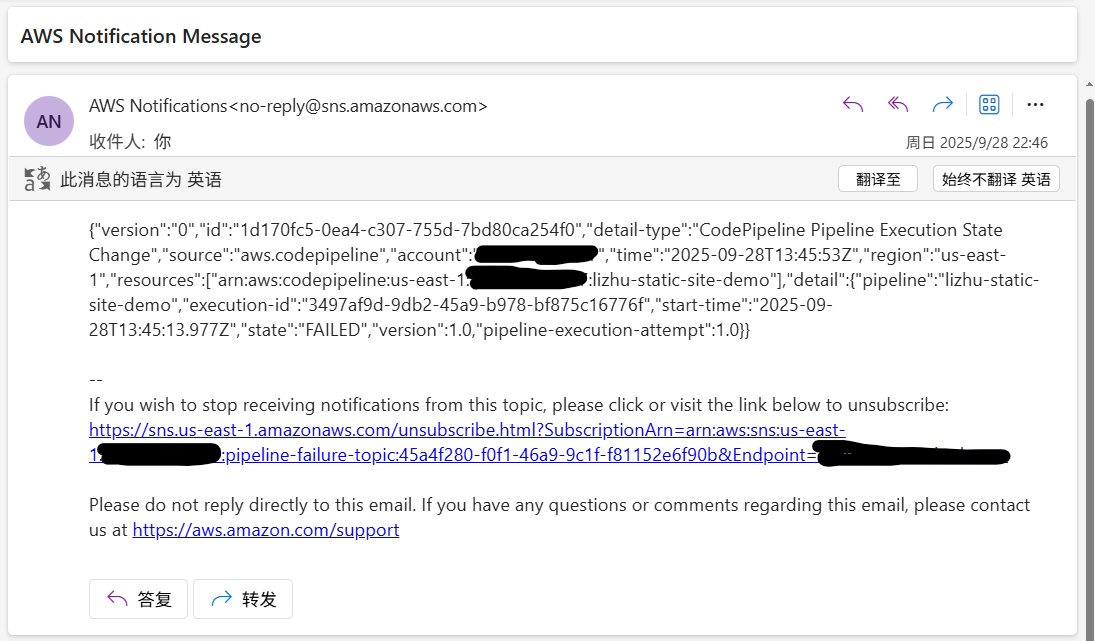 AWS Notification Message
AN
AWS Notifications<no-reply@sns.amazonaws.com>
收件人: 你
周日 2025/9/28 22:46
此消息的语言为 英语
翻译至
始终不翻译 英语
{"version":"0","id":"1d170fc5-0ea4-c307-755d-7bd80ca254f0","detail-type":"CodePipeline Pipeline Execution State
Change","source":"aws.codepipeline","account":" ","time":"2025-09-28T13:45:53Z","region":"us-east-
1","resources":["arn:aws:codepipeline:us-east-1: :lizhu-static-site-demo"],"detail":{"pipeline":"lizhu-static-
site-demo","execution-id":"3497af9d-9db2-45a9-b978-bf875c16776f","start-time":"2025-09-
28T13:45:13.977Z","state":"FAILED","version":1.0,"pipeline-execution-attempt":1.0}}
--
If you wish to stop receiving notifications from this topic, please click or visit the link below to unsubscribe:
https://sns.us-east-1.amazonaws.com/unsubscribe.html?SubscriptionArn=arn:aws:sns:us-east-
1: :pipeline-failure-topic:45a4f280-f0f1-46a9-9c1f-f81152e6f90b&Endpoint=
Please do not reply directly to this email. If you have any questions or comments regarding this email, please contact
us at https://aws.amazon.com/support
答复
转发